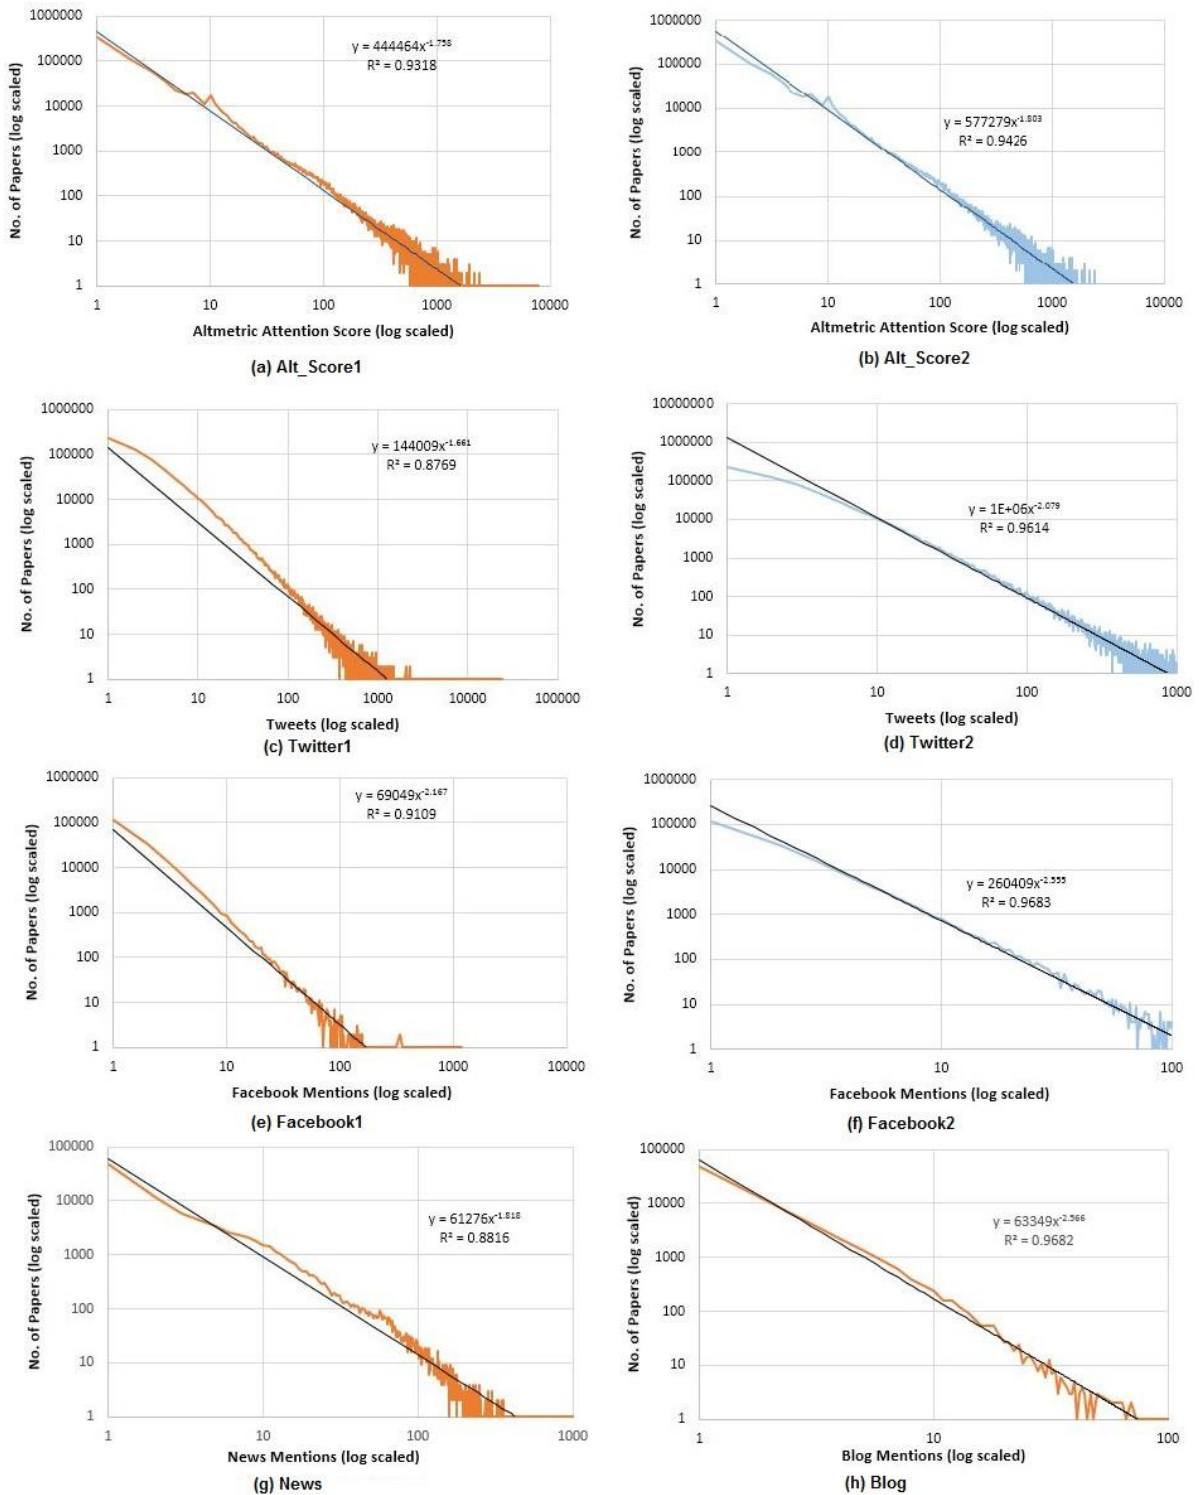 1000000
100000
10000
1000
100
10
1
No. of Papers (log scaled)
y = 444464x^-1.758
R² = 0.9318
1 10 100 1000 10000
Altmetric Attention Score (log scaled)
(a) Alt_Score1
1000000
100000
10000
1000
100
10
1
No. of Papers (log scaled)
y = 577279x^-1.803
R² = 0.9426
1 10 100 1000 10000
Altmetric Attention Score (log scaled)
(b) Alt_Score2
1000000
100000
10000
1000
100
10
1
No. of Papers (log scaled)
y = 144009x^-1.661
R² = 0.8769
1 10 100 1000 10000 100000
Tweets (log scaled)
(c) Twitter1
10000000
1000000
100000
10000
1000
100
10
1
No. of Papers (log scaled)
y = 1E+06x^-2.079
R² = 0.9614
1 10 100 1000
Tweets (log scaled)
(d) Twitter2
1000000
100000
10000
1000
100
10
1
No. of Papers (log scaled)
y = 69049x^-2.167
R² = 0.9109
1 10 100 1000 10000
Facebook Mentions (log scaled)
(e) Facebook1
1000000
100000
10000
1000
100
10
1
No. of Papers (log scaled)
y = 260409x^-2.555
R² = 0.9683
1 10 100
Facebook Mentions (log scaled)
(f) Facebook2
100000
10000
1000
100
10
1
No. of Papers (log scaled)
y = 61276x^-1.818
R² = 0.8816
1 10 100 1000
News Mentions (log scaled)
(g) News
100000
10000
1000
100
10
1
No. of Papers (log scaled)
y = 63349x^-2.566
R² = 0.9682
1 10 100
Blog Mentions (log scaled)
(h) Blog